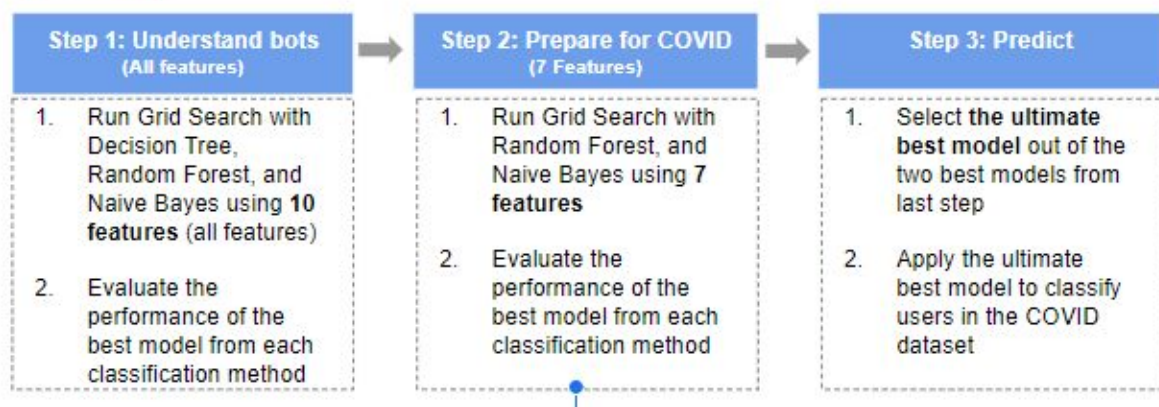 Step 1: Understand bots
(All features)
1. Run Grid Search with
Decision Tree,
Random Forest, and
Naive Bayes using 10
features (all features)
2. Evaluate the
performance of the
best model from each
classification method
Step 2: Prepare for COVID
(7 Features)
1. Run Grid Search with
Random Forest, and
Naive Bayes using 7
features
2. Evaluate the
performance of the
best model from each
classification method
Step 3: Predict
1. Select the ultimate
best model out of the
two best models from
last step
2. Apply the ultimate
best model to classify
users in the COVID
dataset